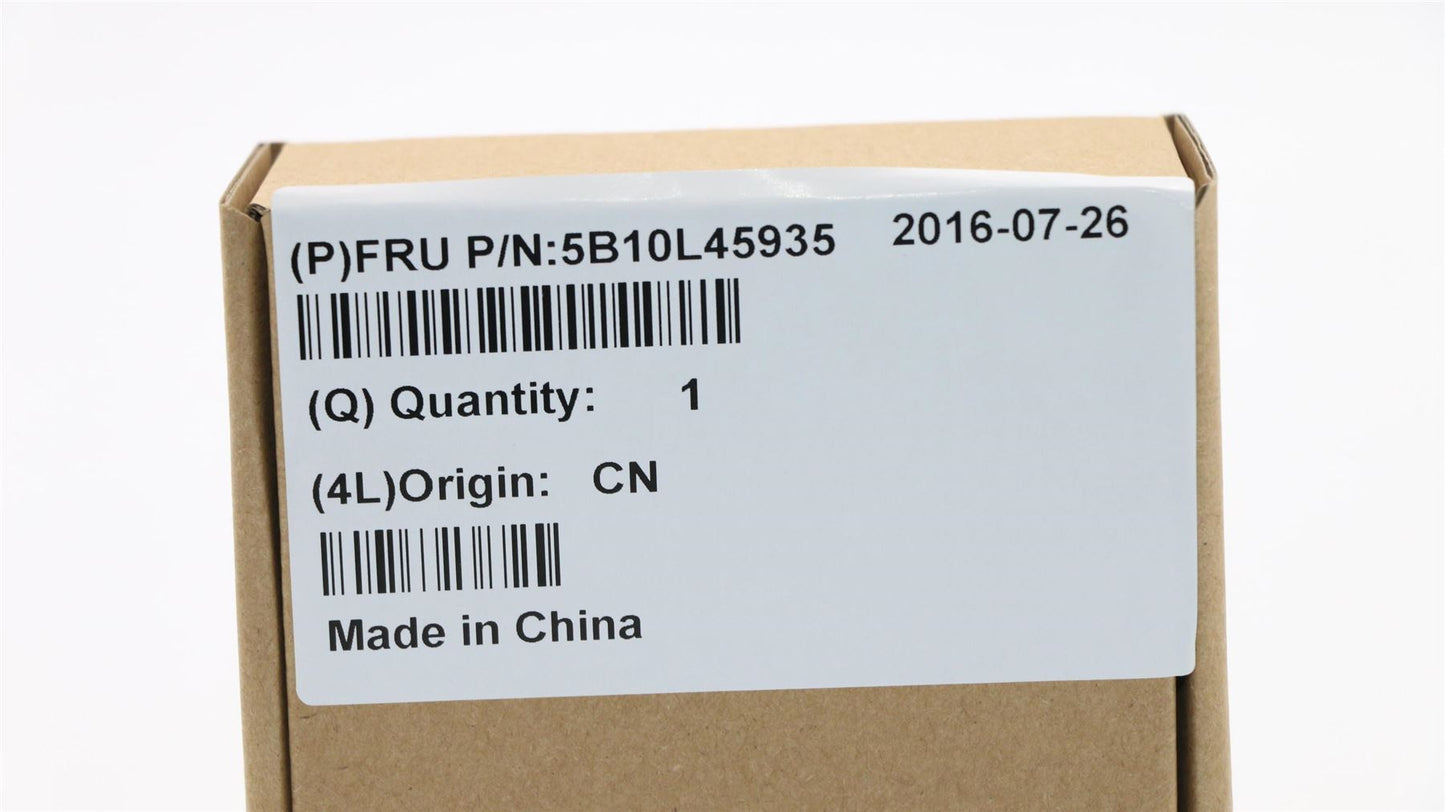 (P)FRU P/N:5B10L45935 2016-07-26
(Q) Quantity: 1
(4L)Origin: CN
Made in China